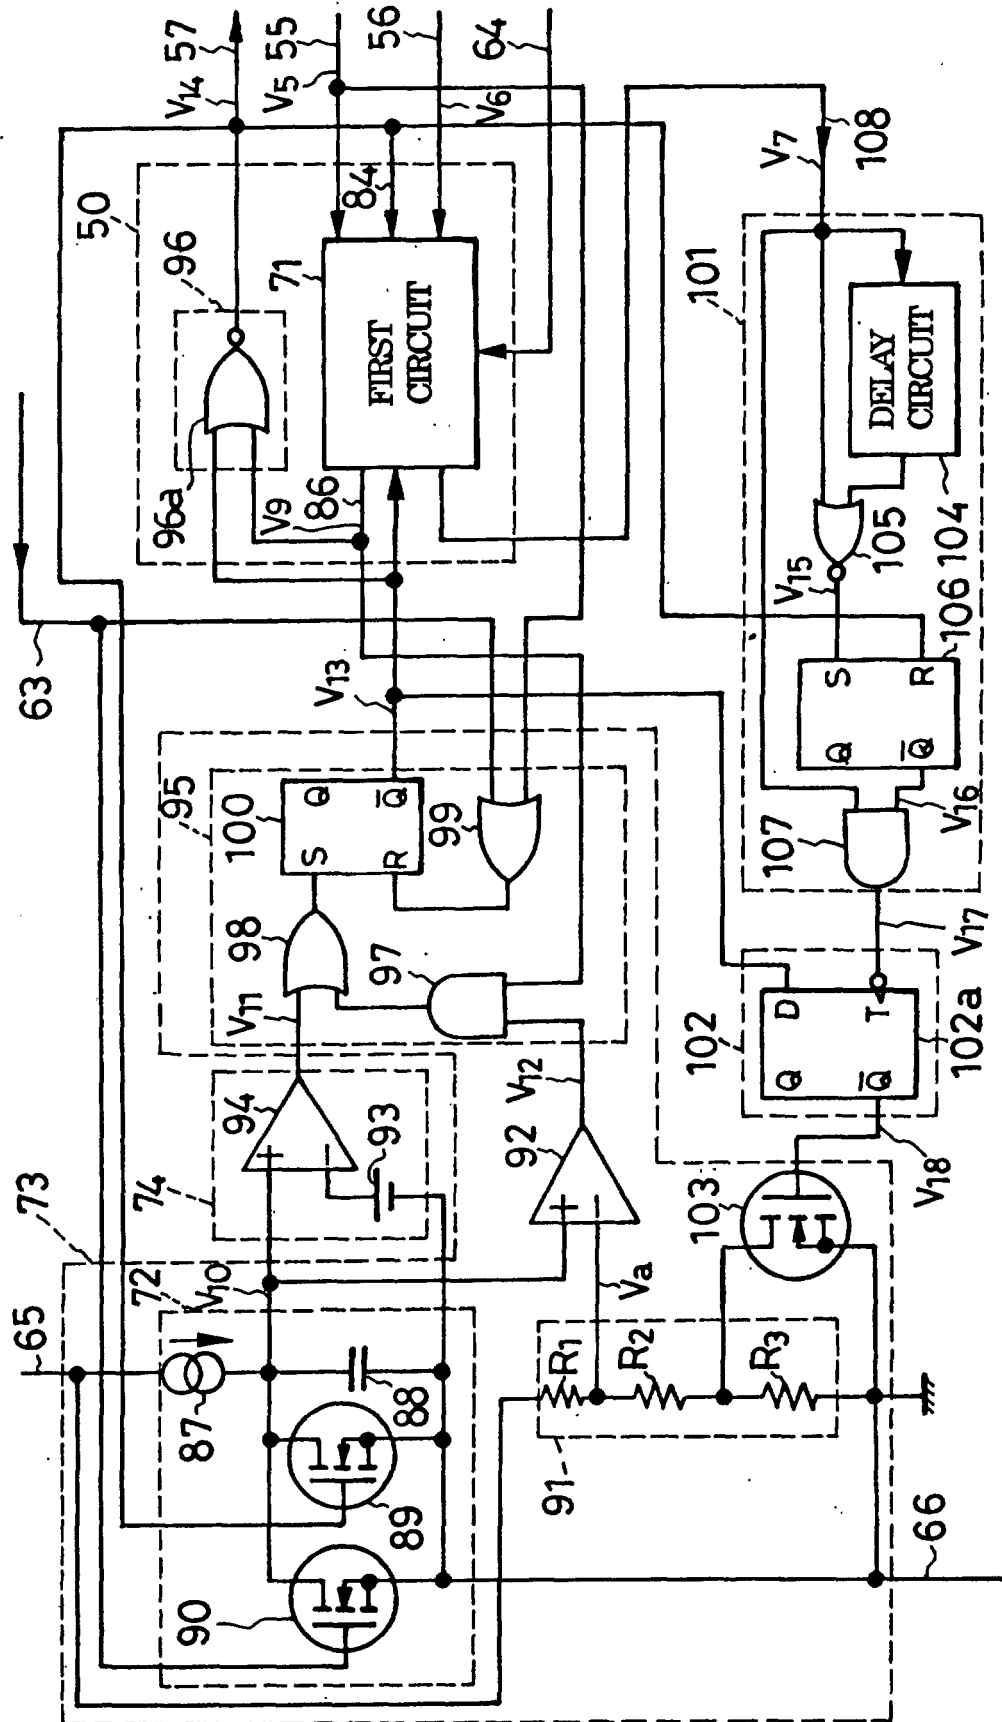 57
55
56
64
V14
V5
V6
108
V7
50
84
96
71
FIRST
CIRCUIT
101
DELAY
CIRCUIT
96a
V9
86
105
104
V15
106
63
V13
S
R
Q
Q̅
95
100
Q
Q̅
S
R
99
107
V16
98
97
V11
V17
102
D
T
Q
Q̅
102a
94
V12
74
93
92
103
V18
73
72
V10
Va
65
R1
R2
R3
87
88
91
89
90
66